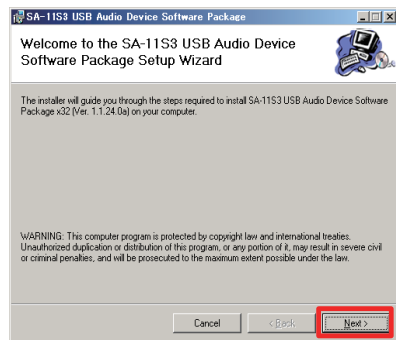 SA-11S3 USB Audio Device Software Package
Welcome to the SA-11S3 USB Audio Device
Software Package Setup Wizard
The installer will guide you through the steps required to install SA-11S3 USB Audio Device Software
Package x32 (Ver. 1.1.24.0a) on your computer.
WARNING: This computer program is protected by copyright law and international treaties.
Unauthorized duplication or distribution of this program, or any portion of it, may result in severe civil
or criminal penalties, and will be prosecuted to the maximum extent possible under the law.
Cancel < Back Next >